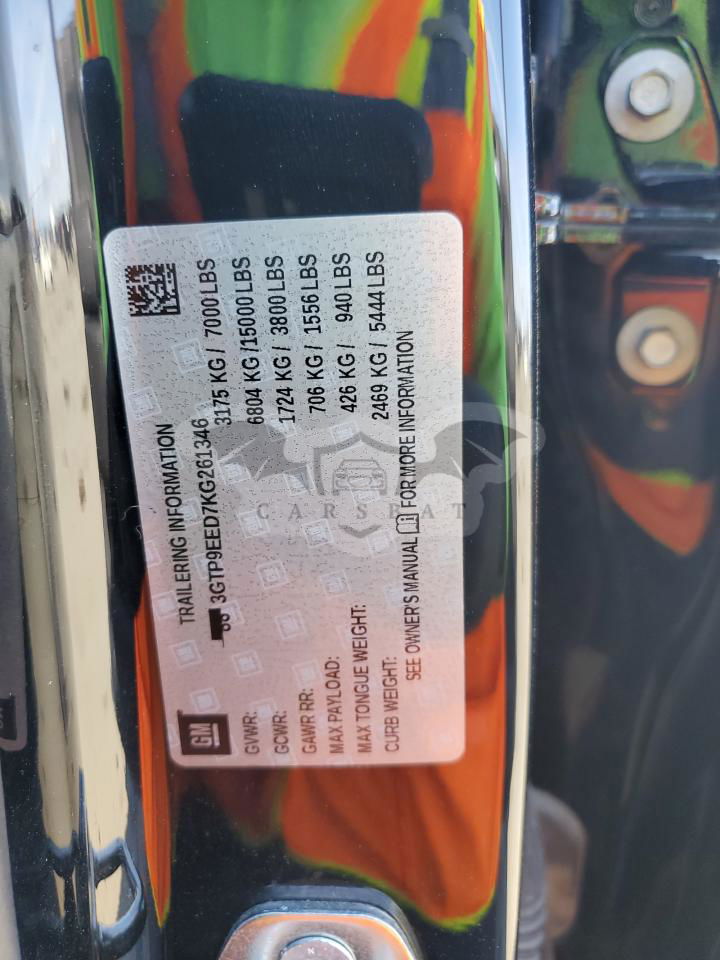 TRAILERING INFORMATION
3GTP9EED7KG261346
GM
GVWR: 3175 KG / 7000 LBS
GCWR: 6804 KG /15000 LBS
GAWR RR: 1724 KG / 3800 LBS
MAX PAYLOAD: 706 KG / 1556 LBS
MAX TONGUE WEIGHT: 426 KG / 940 LBS
CURB WEIGHT: 2469 KG / 5444 LBS
SEE OWNER'S MANUAL FOR MORE INFORMATION
CARSBAT